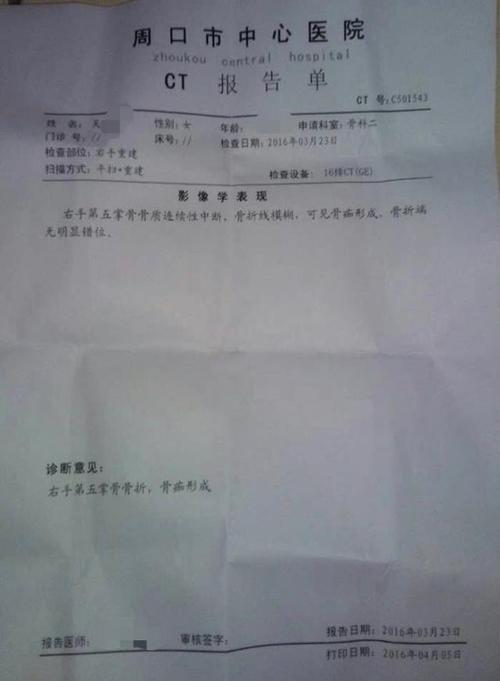 周口市中心医院
zhoukou central hospital
CT 报告单
CT 号:C501543
姓 名: 吴 性别: 女 年龄: 申请科室: 骨科二
门诊 号: // 床号: // 检查日期: 2016年03月23日
检查部位: 右手重建
扫描方式: 平扫+重建 检查设备: 16排CT(GE)
影像学表现
右手第五掌骨骨质连续性中断，骨折线模糊，可见骨痂形成，骨折端
无明显错位。
诊断意见:
右手第五掌骨骨折，骨痂形成
报告日期: 2016年03月23日
报告医师: 审核签字:
打印日期: 2016年04月05日